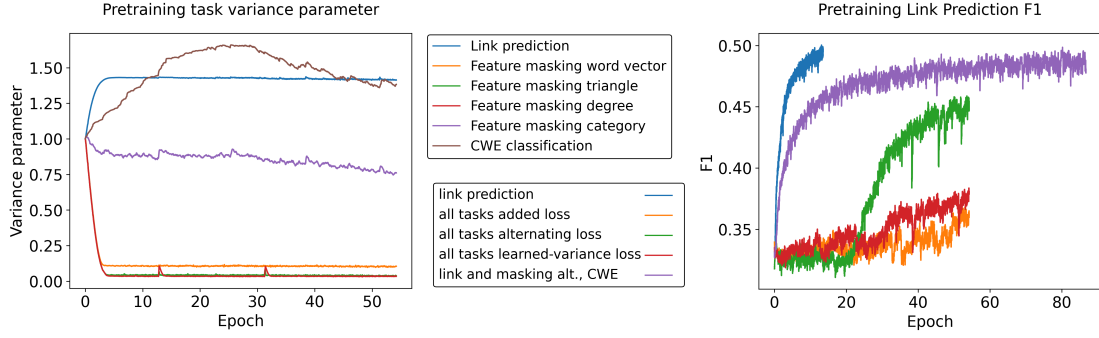 Pretraining task variance parameter
Variance parameter
1.50
1.25
1.00
0.75
0.50
0.25
0.00
0
10
20
30
40
50
Epoch
Link prediction
Feature masking word vector
Feature masking triangle
Feature masking degree
Feature masking category
CWE classification
link prediction
all tasks added loss
all tasks alternating loss
all tasks learned-variance loss
link and masking alt., CWE
Pretraining Link Prediction F1
F1
0.50
0.45
0.40
0.35
0
20
40
60
80
Epoch